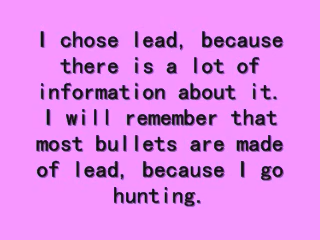 I chose lead, because
there is a lot of
information about it.
I will remember that
most bullets are made
of lead, because I go
hunting.